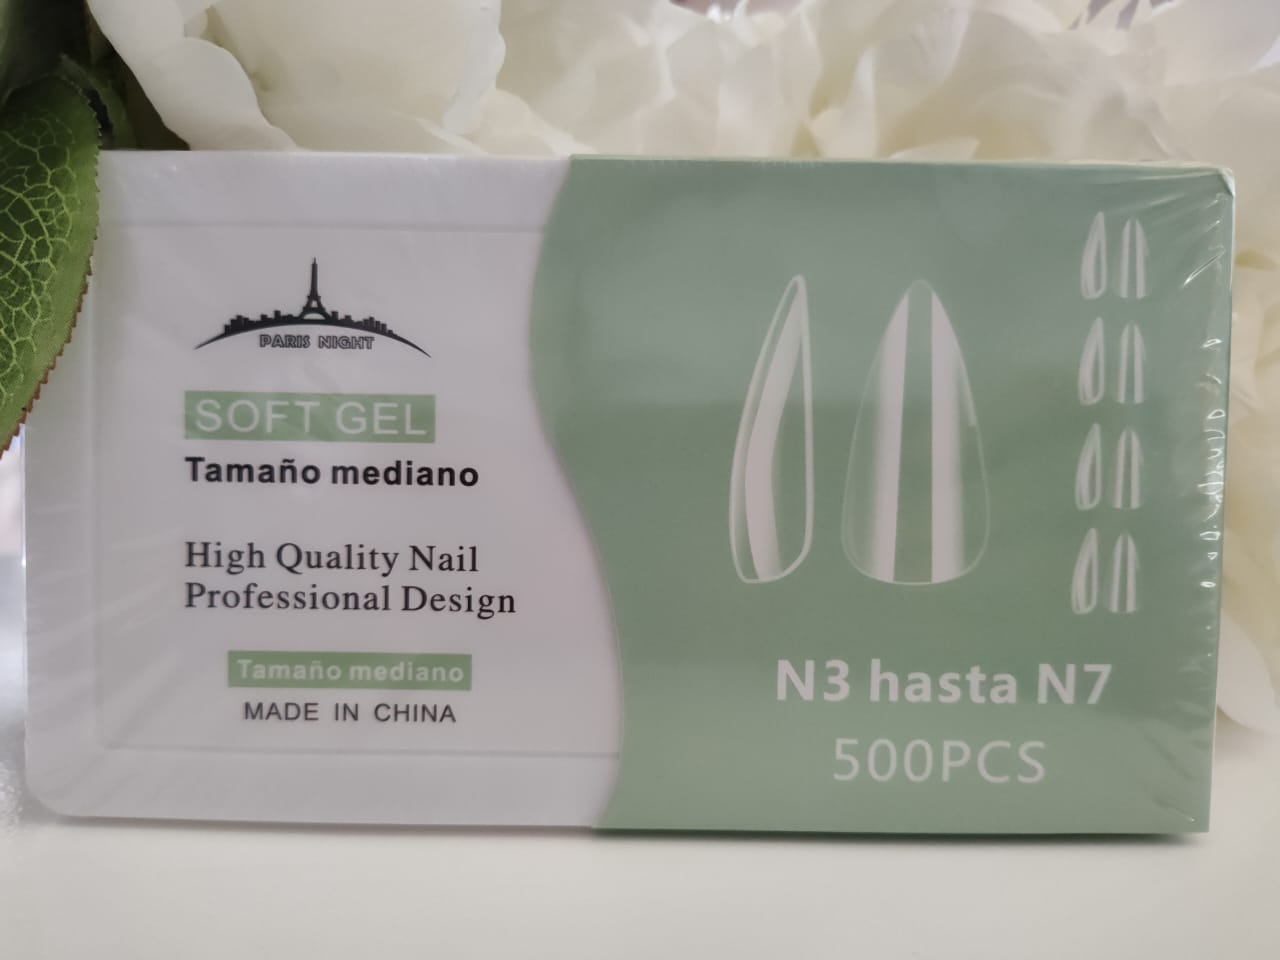 PARIS NIGHT
SOFT GEL
Tamaño mediano
High Quality Nail
Professional Design
Tamaño mediano
MADE IN CHINA
N3 hasta N7
500PCS